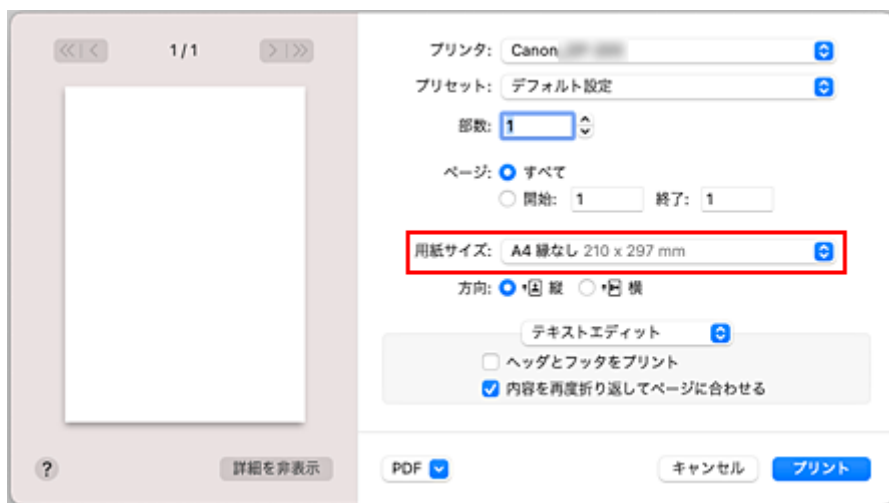 1 / 1
プリンタ: Canon
プリセット: デフォルト設定
部数: 1
ページ: すべて
開始: 1 終了: 1
用紙サイズ: A4 縁なし 210 x 297 mm
方向: 縦 横
テキストエディット
ヘッダとフッタをプリント
内容を再度折り返してページに合わせる
? 詳細を非表示 PDF キャンセル プリント